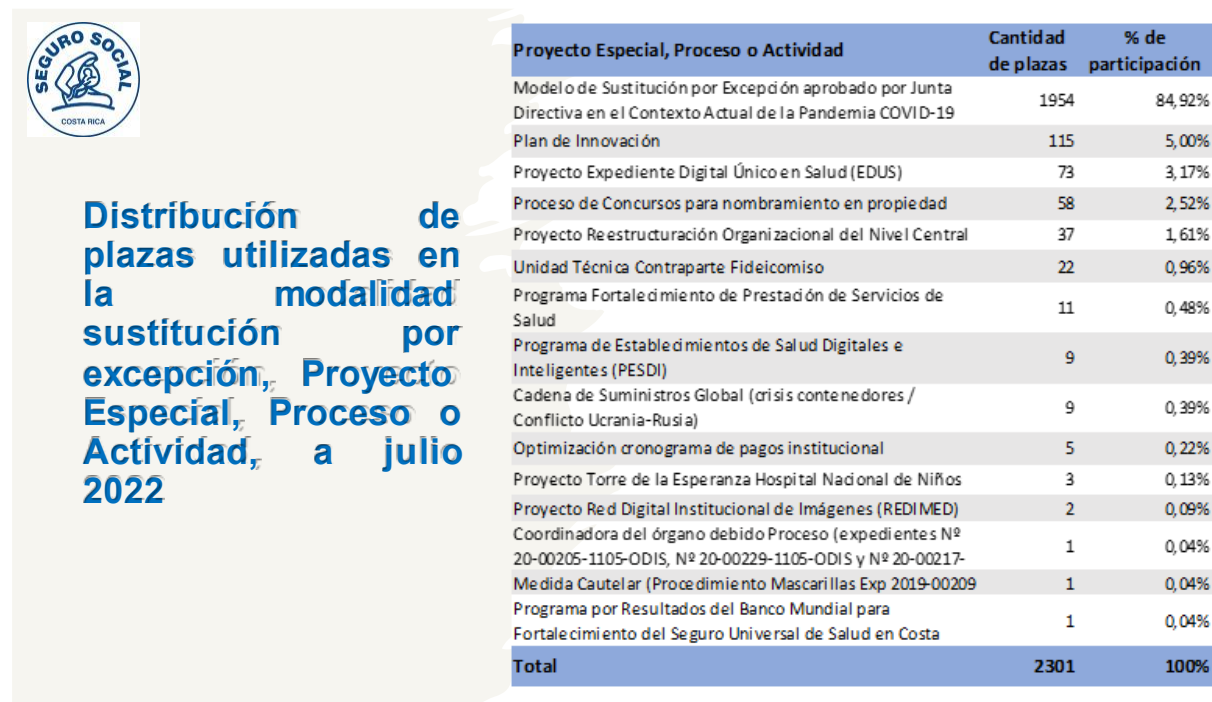 SEGURO SOCIAL
COSTA RICA
Distribución de
plazas utilizadas en
la modalidad
sustitución por
excepción, Proyecto
Especial, Proceso o
Actividad, a julio
2022
Proyecto Especial, Proceso o Actividad Cantidad de plazas % de participación
Modelo de Sustitución por Excepción aprobado por Junta
Directiva en el Contexto Actual de la Pandemia COVID-19 1954 84,92%
Plan de Innovación 115 5,00%
Proyecto Expediente Digital Único en Salud (EDUS) 73 3,17%
Proceso de Concursos para nombramiento en propiedad 58 2,52%
Proyecto Reestructuración Organizacional del Nivel Central 37 1,61%
Unidad Técnica Contraparte Fideicomiso 22 0,96%
Programa Fortalecimiento de Prestación de Servicios de
Salud 11 0,48%
Programa de Establecimientos de Salud Digitales e
Inteligentes (PESDI) 9 0,39%
Cadena de Suministros Global (crisis contenedores /
Conflicto Ucrania-Rusia) 9 0,39%
Optimización cronograma de pagos institucional 5 0,22%
Proyecto Torre de la Esperanza Hospital Nacional de Niños 3 0,13%
Proyecto Red Digital Institucional de Imágenes (REDIMED) 2 0,09%
Coordinadora del órgano debido Proceso (expedientes Nº
20-00205-1105-ODIS, Nº 20-00229-1105-ODIS y Nº 20-00217- 1 0,04%
Medida Cautelar (Procedimiento Mascarillas Exp 2019-00209 1 0,04%
Programa por Resultados del Banco Mundial para
Fortalecimiento del Seguro Universal de Salud en Costa 1 0,04%
Total 2301 100%